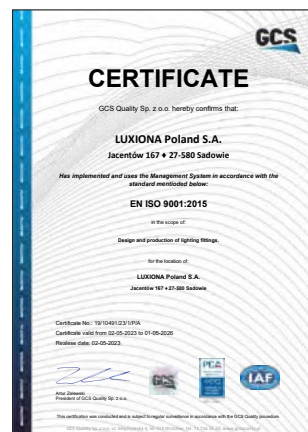 GCS
CERTIFICATE
GCS Quality Sp. z o.o. hereby confirms that:
LUXIONA Poland S.A.
Jacentów 167 ♦ 27-580 Sadowie
Has implemented and uses the Management System in accordance with the
standard mentioded below:
EN ISO 9001:2015
in the scope of:
Design and production of lighting fittings.
for the location of:
LUXIONA Poland S.A.
Jacentów 167 ♦ 27-580 Sadowie
Certificate No.: 19/10491/23/1/P/A
Certificate valid from 02-05-2023 to 01-05-2026
Realese date: 02-05-2023
Artur Zalewski
President of GCS Quality Sp. z o.o.
GCS
PCA
IAF
This certification was conducted and is subject to regular surveillance in accordance with the GCS Quality procedure